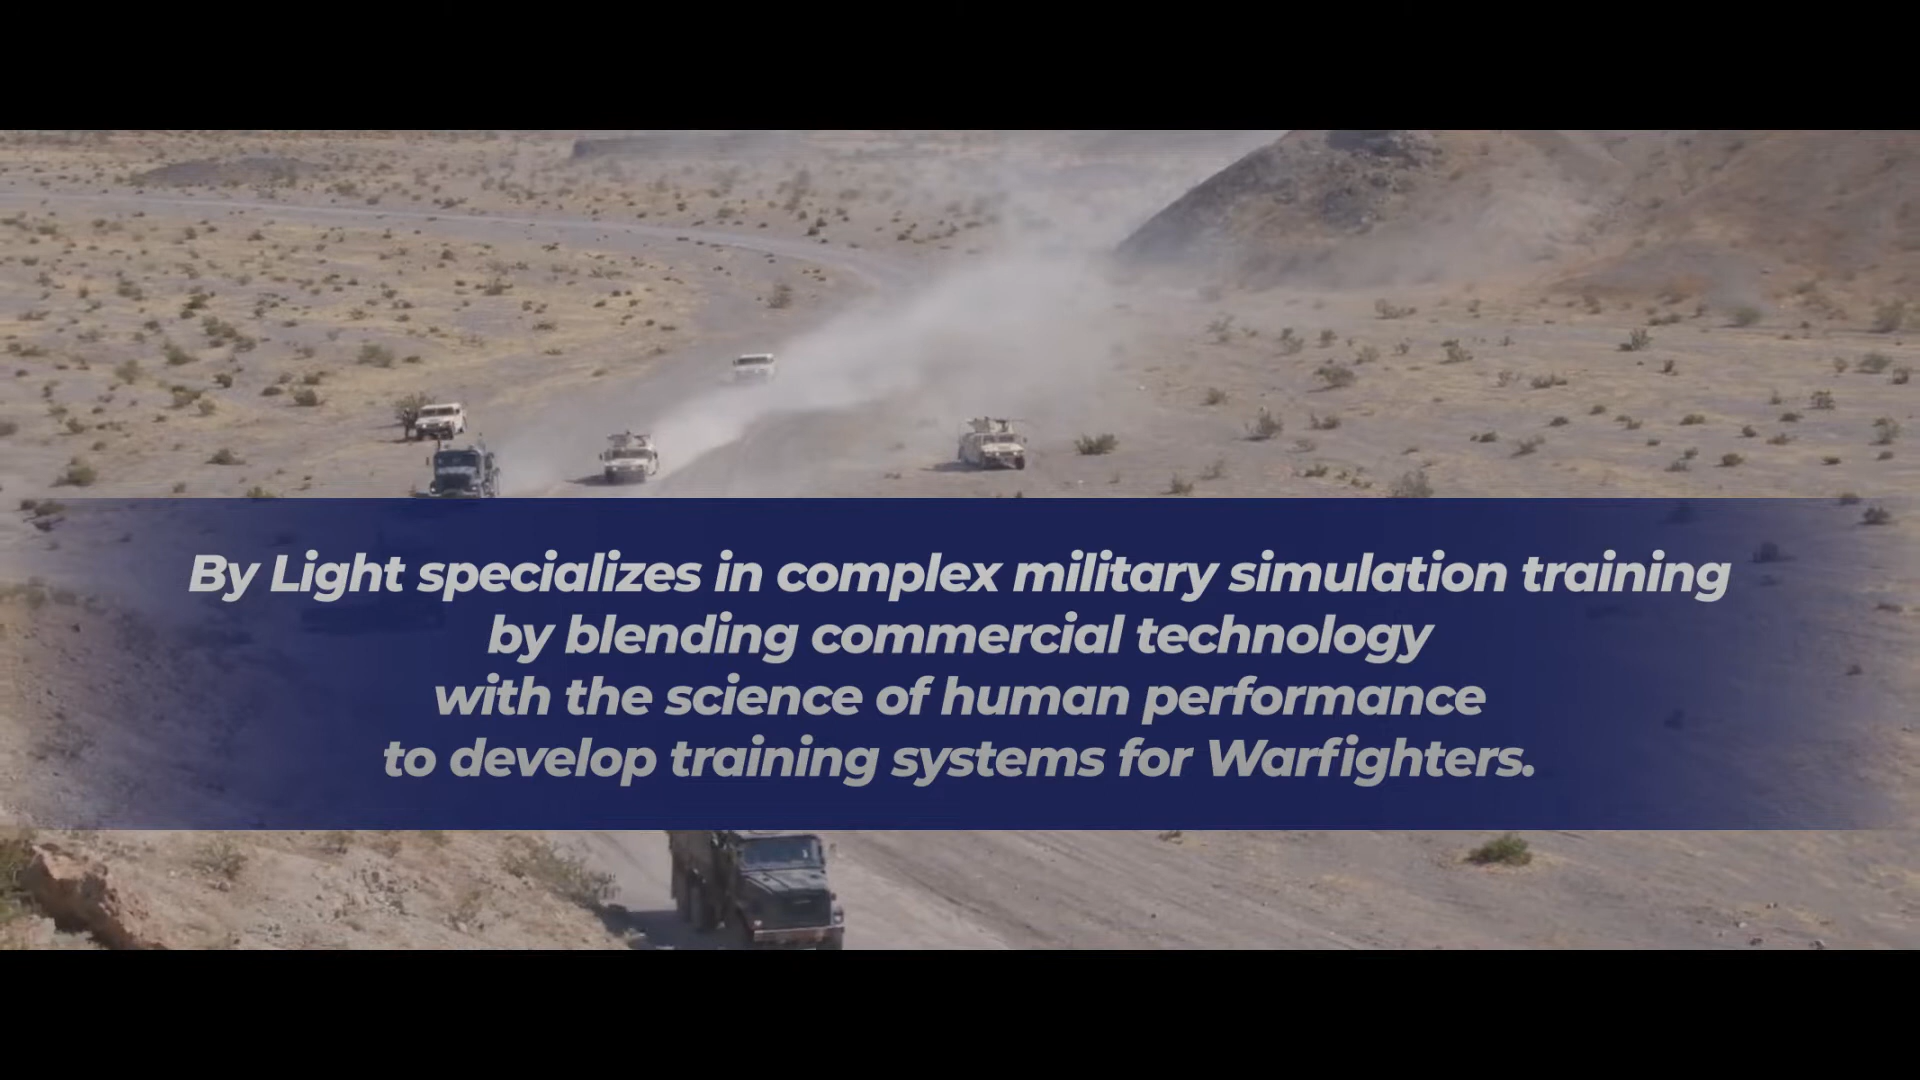 By Light specializes in complex military simulation training
by blending commercial technology
with the science of human performance
to develop training systems for Warfighters.